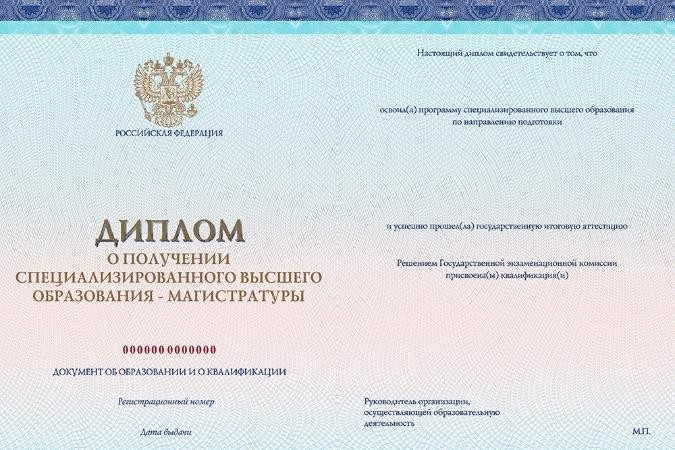 РОССИЙСКАЯ ФЕДЕРАЦИЯ
ДИПЛОМ
О ПОЛУЧЕНИИ
СПЕЦИАЛИЗИРОВАННОГО ВЫСШЕГО
ОБРАЗОВАНИЯ - МАГИСТРАТУРЫ
000000 0000000
ДОКУМЕНТ ОБ ОБРАЗОВАНИИ И О КВАЛИФИКАЦИИ
Регистрационный номер
Дата выдачи
Настоящий диплом свидетельствует о том, что
освоил(а) программу специализированного высшего образования
по направлению подготовки
и успешно прошел(ла) государственную итоговую аттестацию
Решением Государственной экзаменационной комиссии
присвоена(ы) квалификация(и)
Руководитель организации,
осуществляющей образовательную
деятельность
М.П.